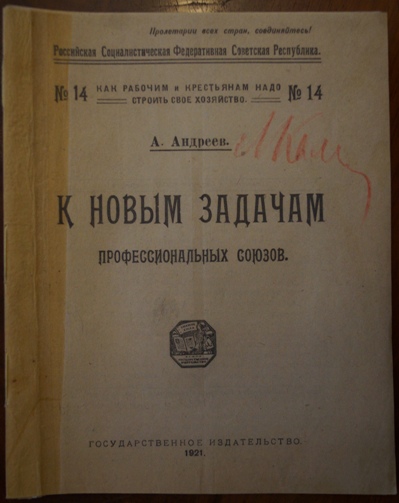 Пролетарии всех стран, соединяйтесь!
Российская Социалистическая Федеративная Советская Республика.
№ 14 КАК РАБОЧИМ и КРЕСТЬЯНАМ НАДО № 14
СТРОИТЬ СВОЕ ХОЗЯЙСТВО.
А. Андреев.
К НОВЫМ ЗАДАЧАМ
ПРОФЕССИОНАЛЬНЫХ СОЮЗОВ.
ГОСУДАРСТВЕННОЕ ИЗДАТЕЛЬСТВО.
1921.